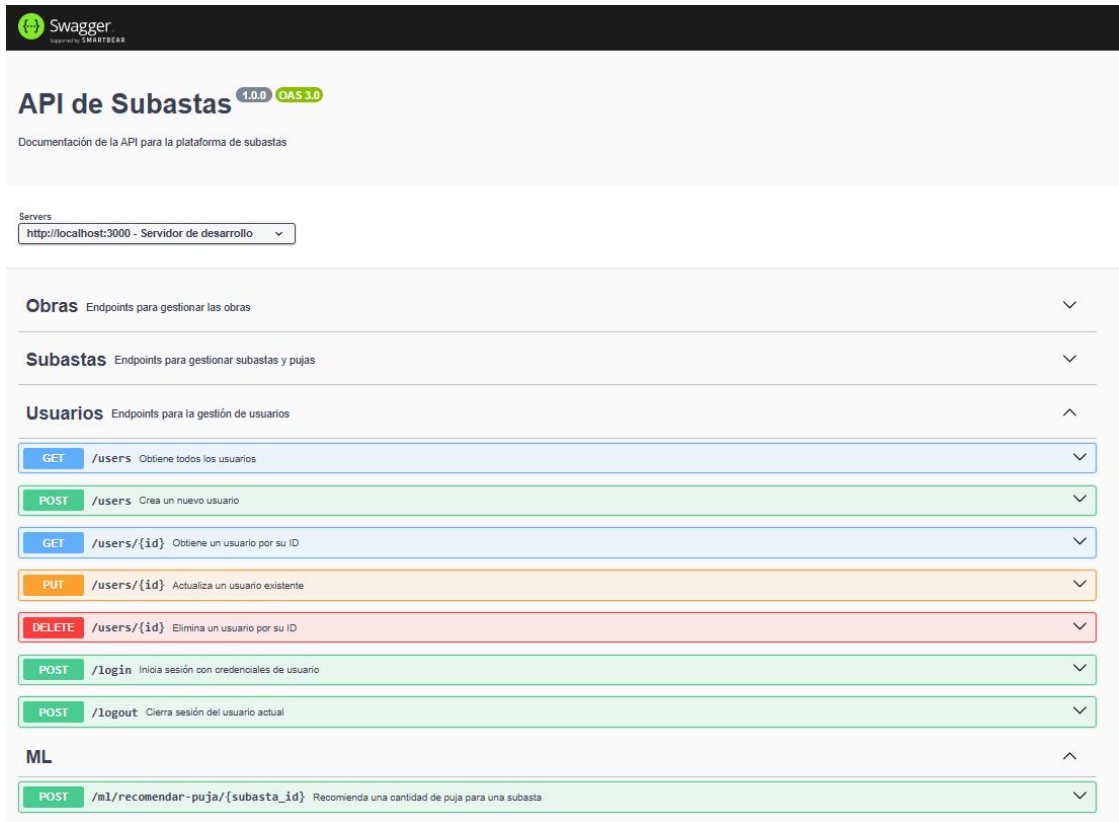 {···} Swagger
Supported by SMARTBEAR
API de Subastas 1.0.0 OAS 3.0
Documentación de la API para la plataforma de subastas
Servers
http://localhost:3000 - Servidor de desarrollo
Obras Endpoints para gestionar las obras
Subastas Endpoints para gestionar subastas y pujas
Usuarios Endpoints para la gestión de usuarios
GET /users Obtiene todos los usuarios
POST /users Crea un nuevo usuario
GET /users/{id} Obtiene un usuario por su ID
PUT /users/{id} Actualiza un usuario existente
DELETE /users/{id} Elimina un usuario por su ID
POST /login Inicia sesión con credenciales de usuario
POST /logout Cierra sesión del usuario actual
ML
POST /ml/recomendar-puja/{subasta_id} Recomienda una cantidad de puja para una subasta